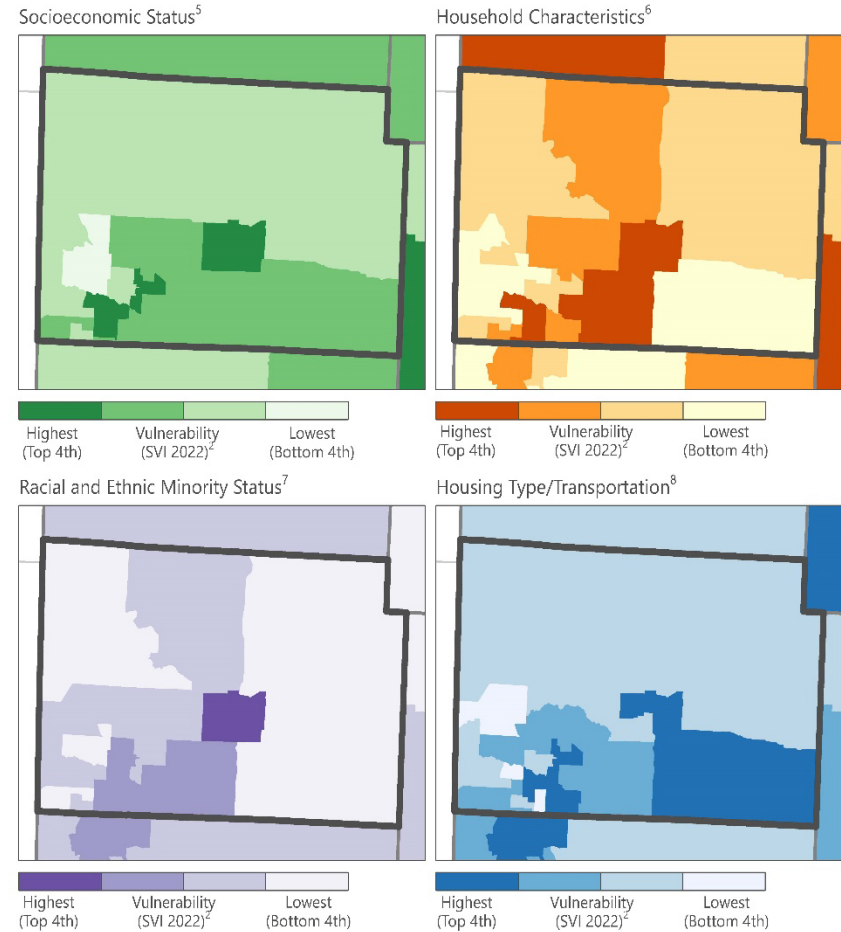 Socioeconomic Status⁵
Household Characteristics⁶
Highest
(Top 4th)
Vulnerability
(SVI 2022)²
Lowest
(Bottom 4th)
Highest
(Top 4th)
Vulnerability
(SVI 2022)²
Lowest
(Bottom 4th)
Racial and Ethnic Minority Status⁷
Housing Type/Transportation⁸
Highest
(Top 4th)
Vulnerability
(SVI 2022)²
Lowest
(Bottom 4th)
Highest
(Top 4th)
Vulnerability
(SVI 2022)²
Lowest
(Bottom 4th)